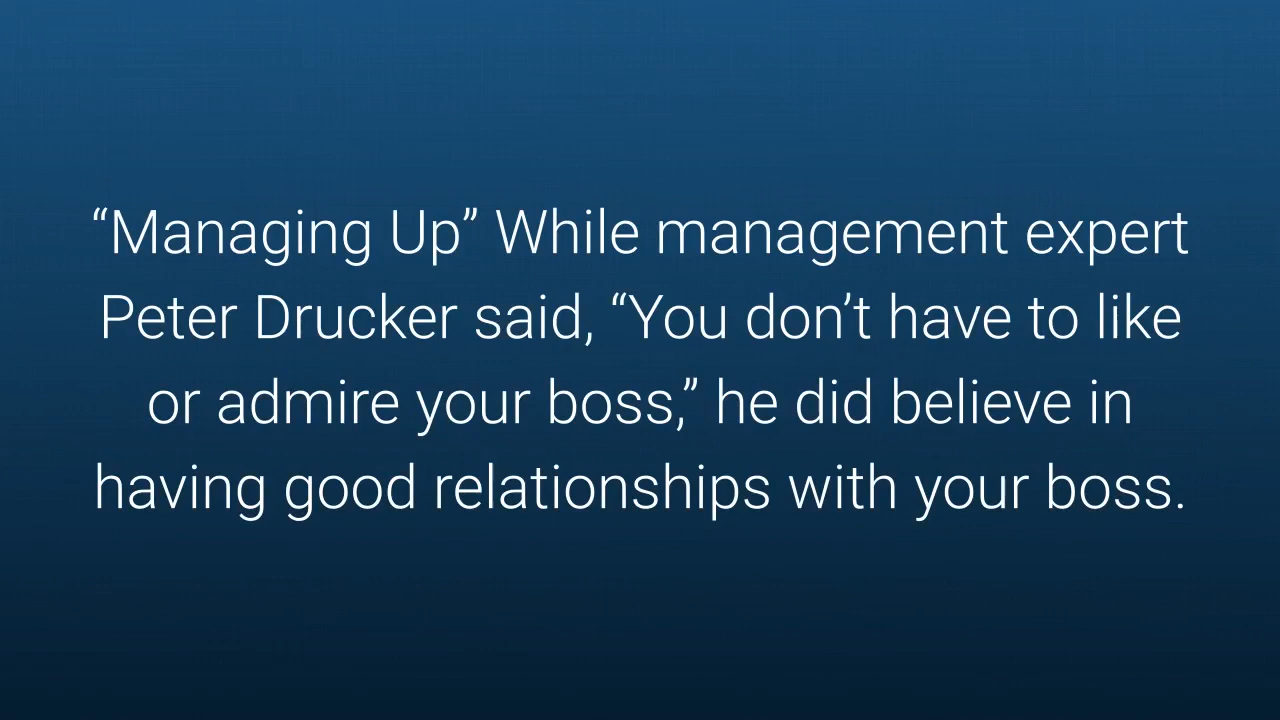 “Managing Up” While management expert
Peter Drucker said, “You don’t have to like
or admire your boss,” he did believe in
having good relationships with your boss.